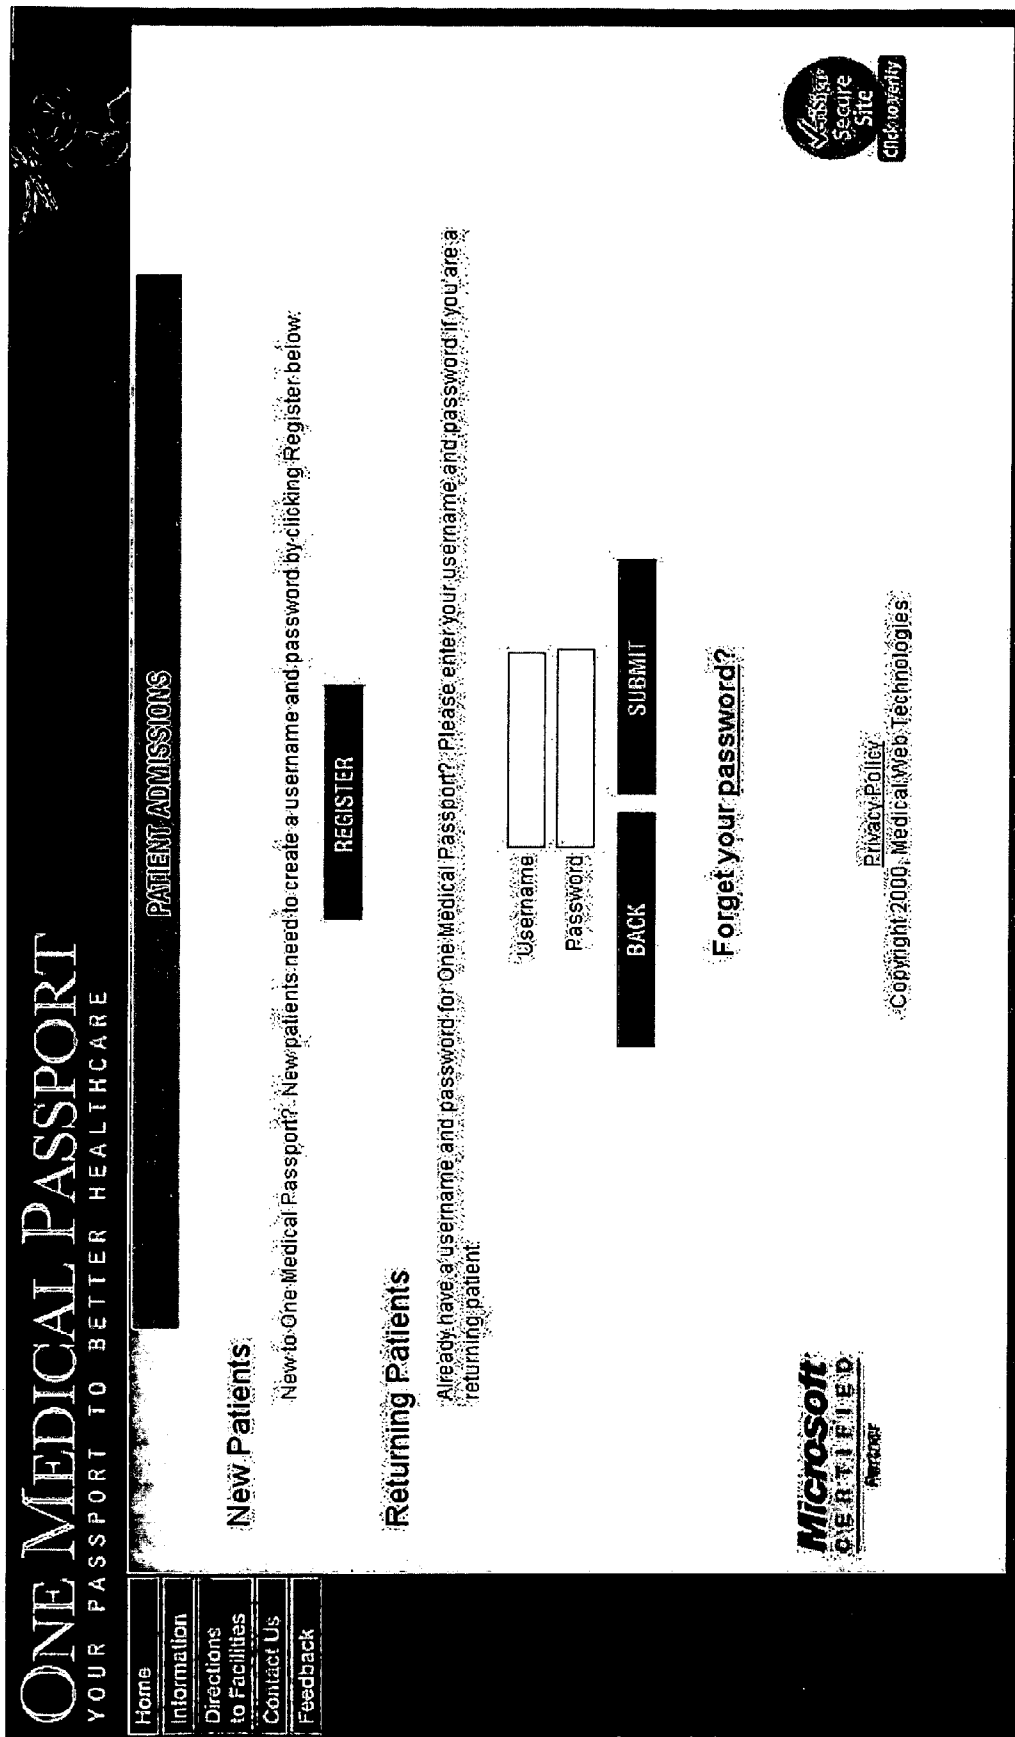 ONE MEDICAL PASSPORT
YOUR PASSPORT TO BETTER HEALTHCARE
Home
Information
Directions
to Facilities
Contact Us
Feedback
PATIENT ADMISSIONS
New Patients
New to One Medical Passport? New patients need to create a username and password by clicking Register below.
REGISTER
Returning Patients
Already have a username and password for One Medical Passport? Please enter your username and password if you are a
returning patient.
Username
Password
BACK
SUBMIT
Forget your password?
Microsoft
CERTIFIED
Partner
Privacy Policy
Copyright 2000, Medical Web Technologies
VeriSign
Secure
Site
Click to verify